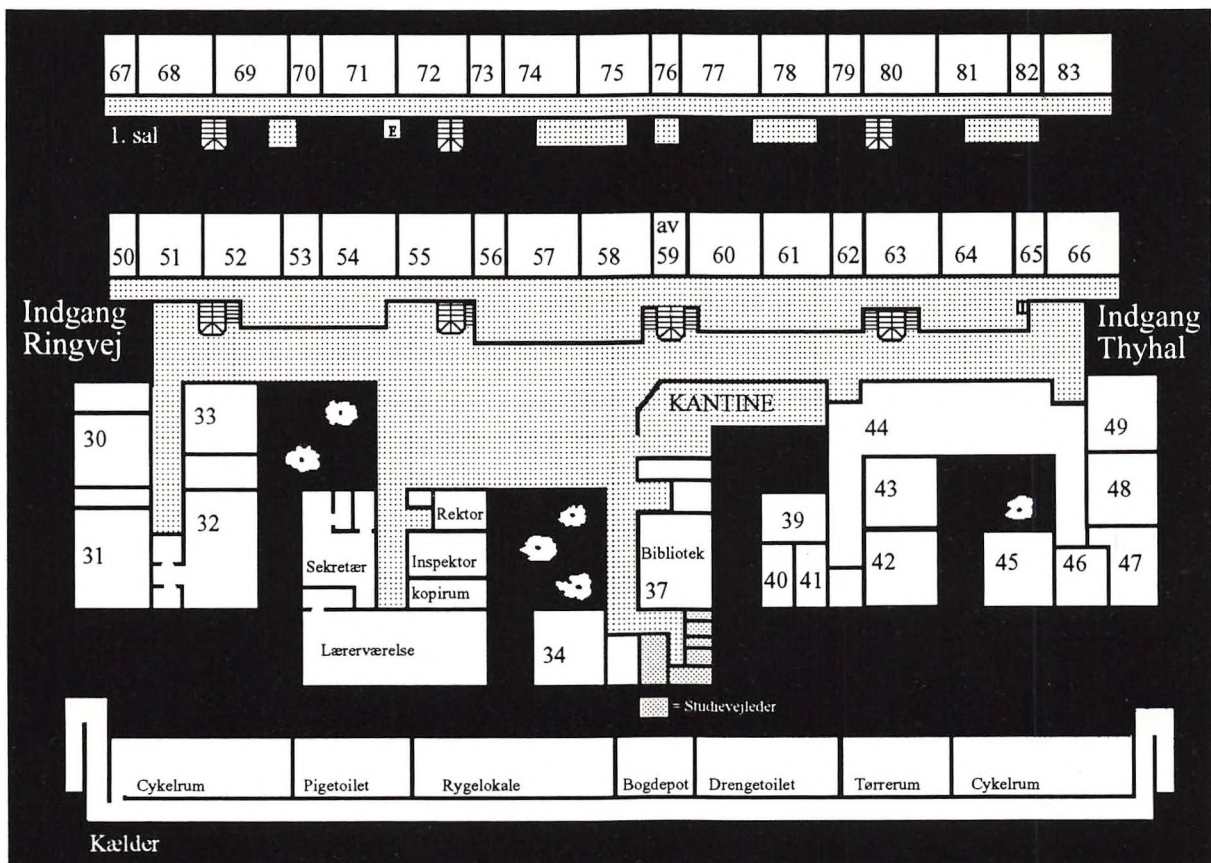 67 68 69 70 71 72 73 74 75 76 77 78 79 80 81 82 83
1. sal
E
av
50 51 52 53 54 55 56 57 58 59 60 61 62 63 64 65 66
Indgang
Ringvej
Indgang
Thyhal
KANTINE
30
33
44
49
31
32
Sekretær
Rektor
Inspektor
kopirum
Lærerværelse
34
Bibliotek
37
39
40
41
43
42
45
46
47
48
= Studievejleder
Cykelrum Pigetoilet Rygelokale Bogdepot Drengetoilet Tørrerum Cykelrum
Kælder